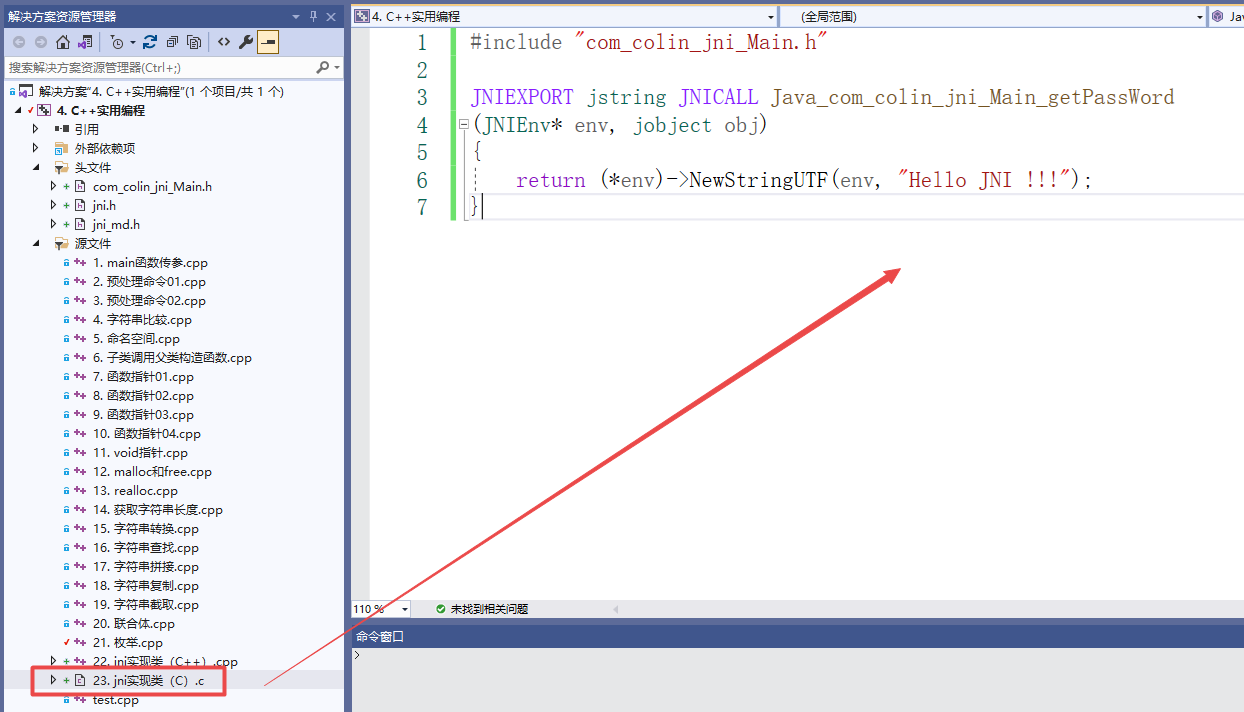 解决方案资源管理器
搜索解决方案资源管理器(Ctrl+;)
解决方案"4. C++实用编程"(1 个项目/共 1 个)
4. C++实用编程
引用
外部依赖项
头文件
com_colin_jni_Main.h
jni.h
jni_md.h
源文件
1. main函数传参.cpp
2. 预处理命令01.cpp
3. 预处理命令02.cpp
4. 字符串比较.cpp
5. 命名空间.cpp
6. 子类调用父类构造函数.cpp
7. 函数指针01.cpp
8. 函数指针02.cpp
9. 函数指针03.cpp
10. 函数指针04.cpp
11. void指针.cpp
12. malloc和free.cpp
13. realloc.cpp
14. 获取字符串长度.cpp
15. 字符串转换.cpp
16. 字符串查找.cpp
17. 字符串拼接.cpp
18. 字符串复制.cpp
19. 字符串截取.cpp
20. 联合体.cpp
21. 枚举.cpp
22. jni实现类（C++）.cpp
23. jni实现类（C）.c
test.cpp
4. C++实用编程 (全局范围) Jav
1 #include "com_colin_jni_Main.h"
2
3 JNIEXPORT jstring JNICALL Java_com_colin_jni_Main_getPassWord
4 (JNIEnv* env, jobject obj)
5 {
6 return (*env)->NewStringUTF(env, "Hello JNI !!!");
7 }
110 % 未找到相关问题
命令窗口
>